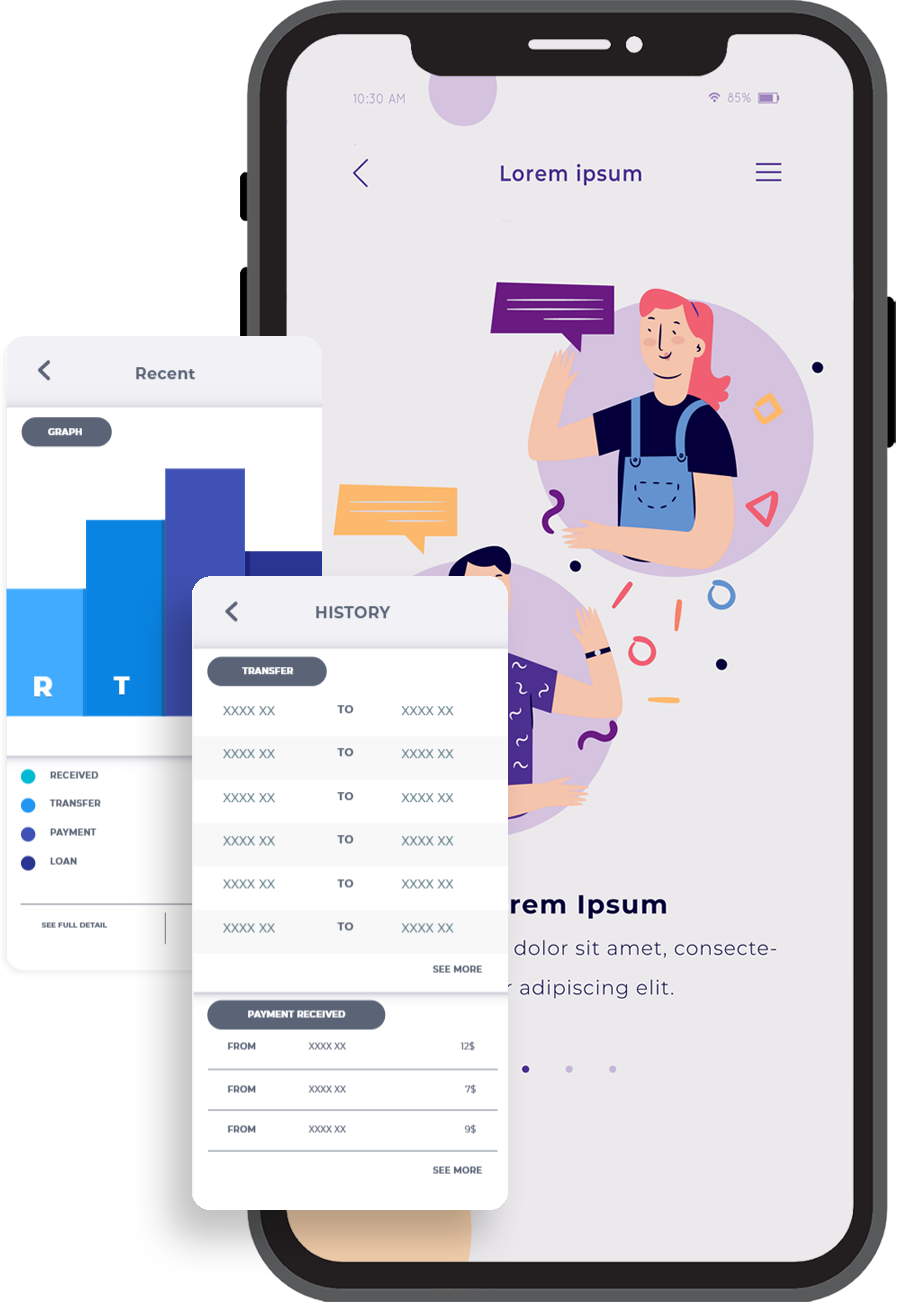 10:30 AM
85%
Lorem ipsum
Recent
GRAPH
R T
RECEIVED
TRANSFER
PAYMENT
LOAN
SEE FULL DETAIL
HISTORY
TRANSFER
XXXX XX TO XXXX XX
XXXX XX TO XXXX XX
XXXX XX TO XXXX XX
XXXX XX TO XXXX XX
XXXX XX TO XXXX XX
XXXX XX TO XXXX XX
SEE MORE
PAYMENT RECEIVED
FROM XXXX XX 12$
FROM XXXX XX 7$
FROM XXXX XX 9$
SEE MORE
rem Ipsum
dolor sit amet, consecte-
r adipiscing elit.